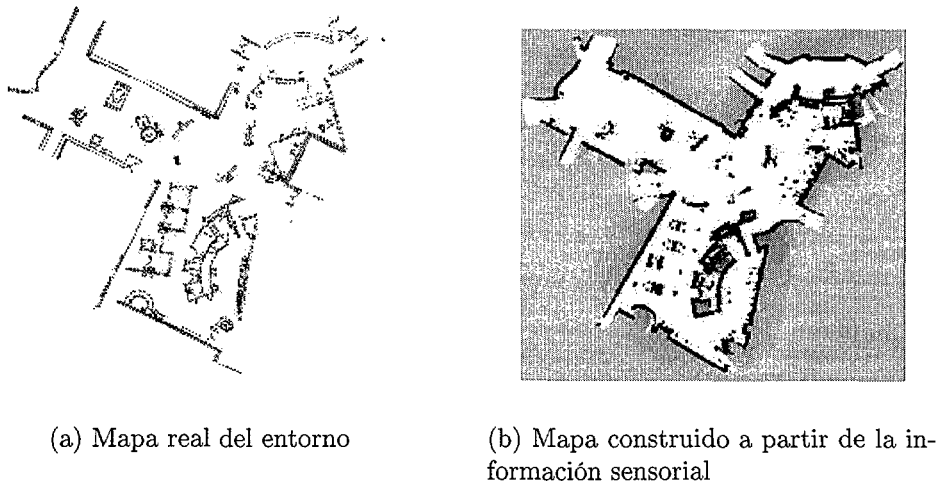 (a) Mapa real del entorno
(b) Mapa construido a partir de la in-
formación sensorial